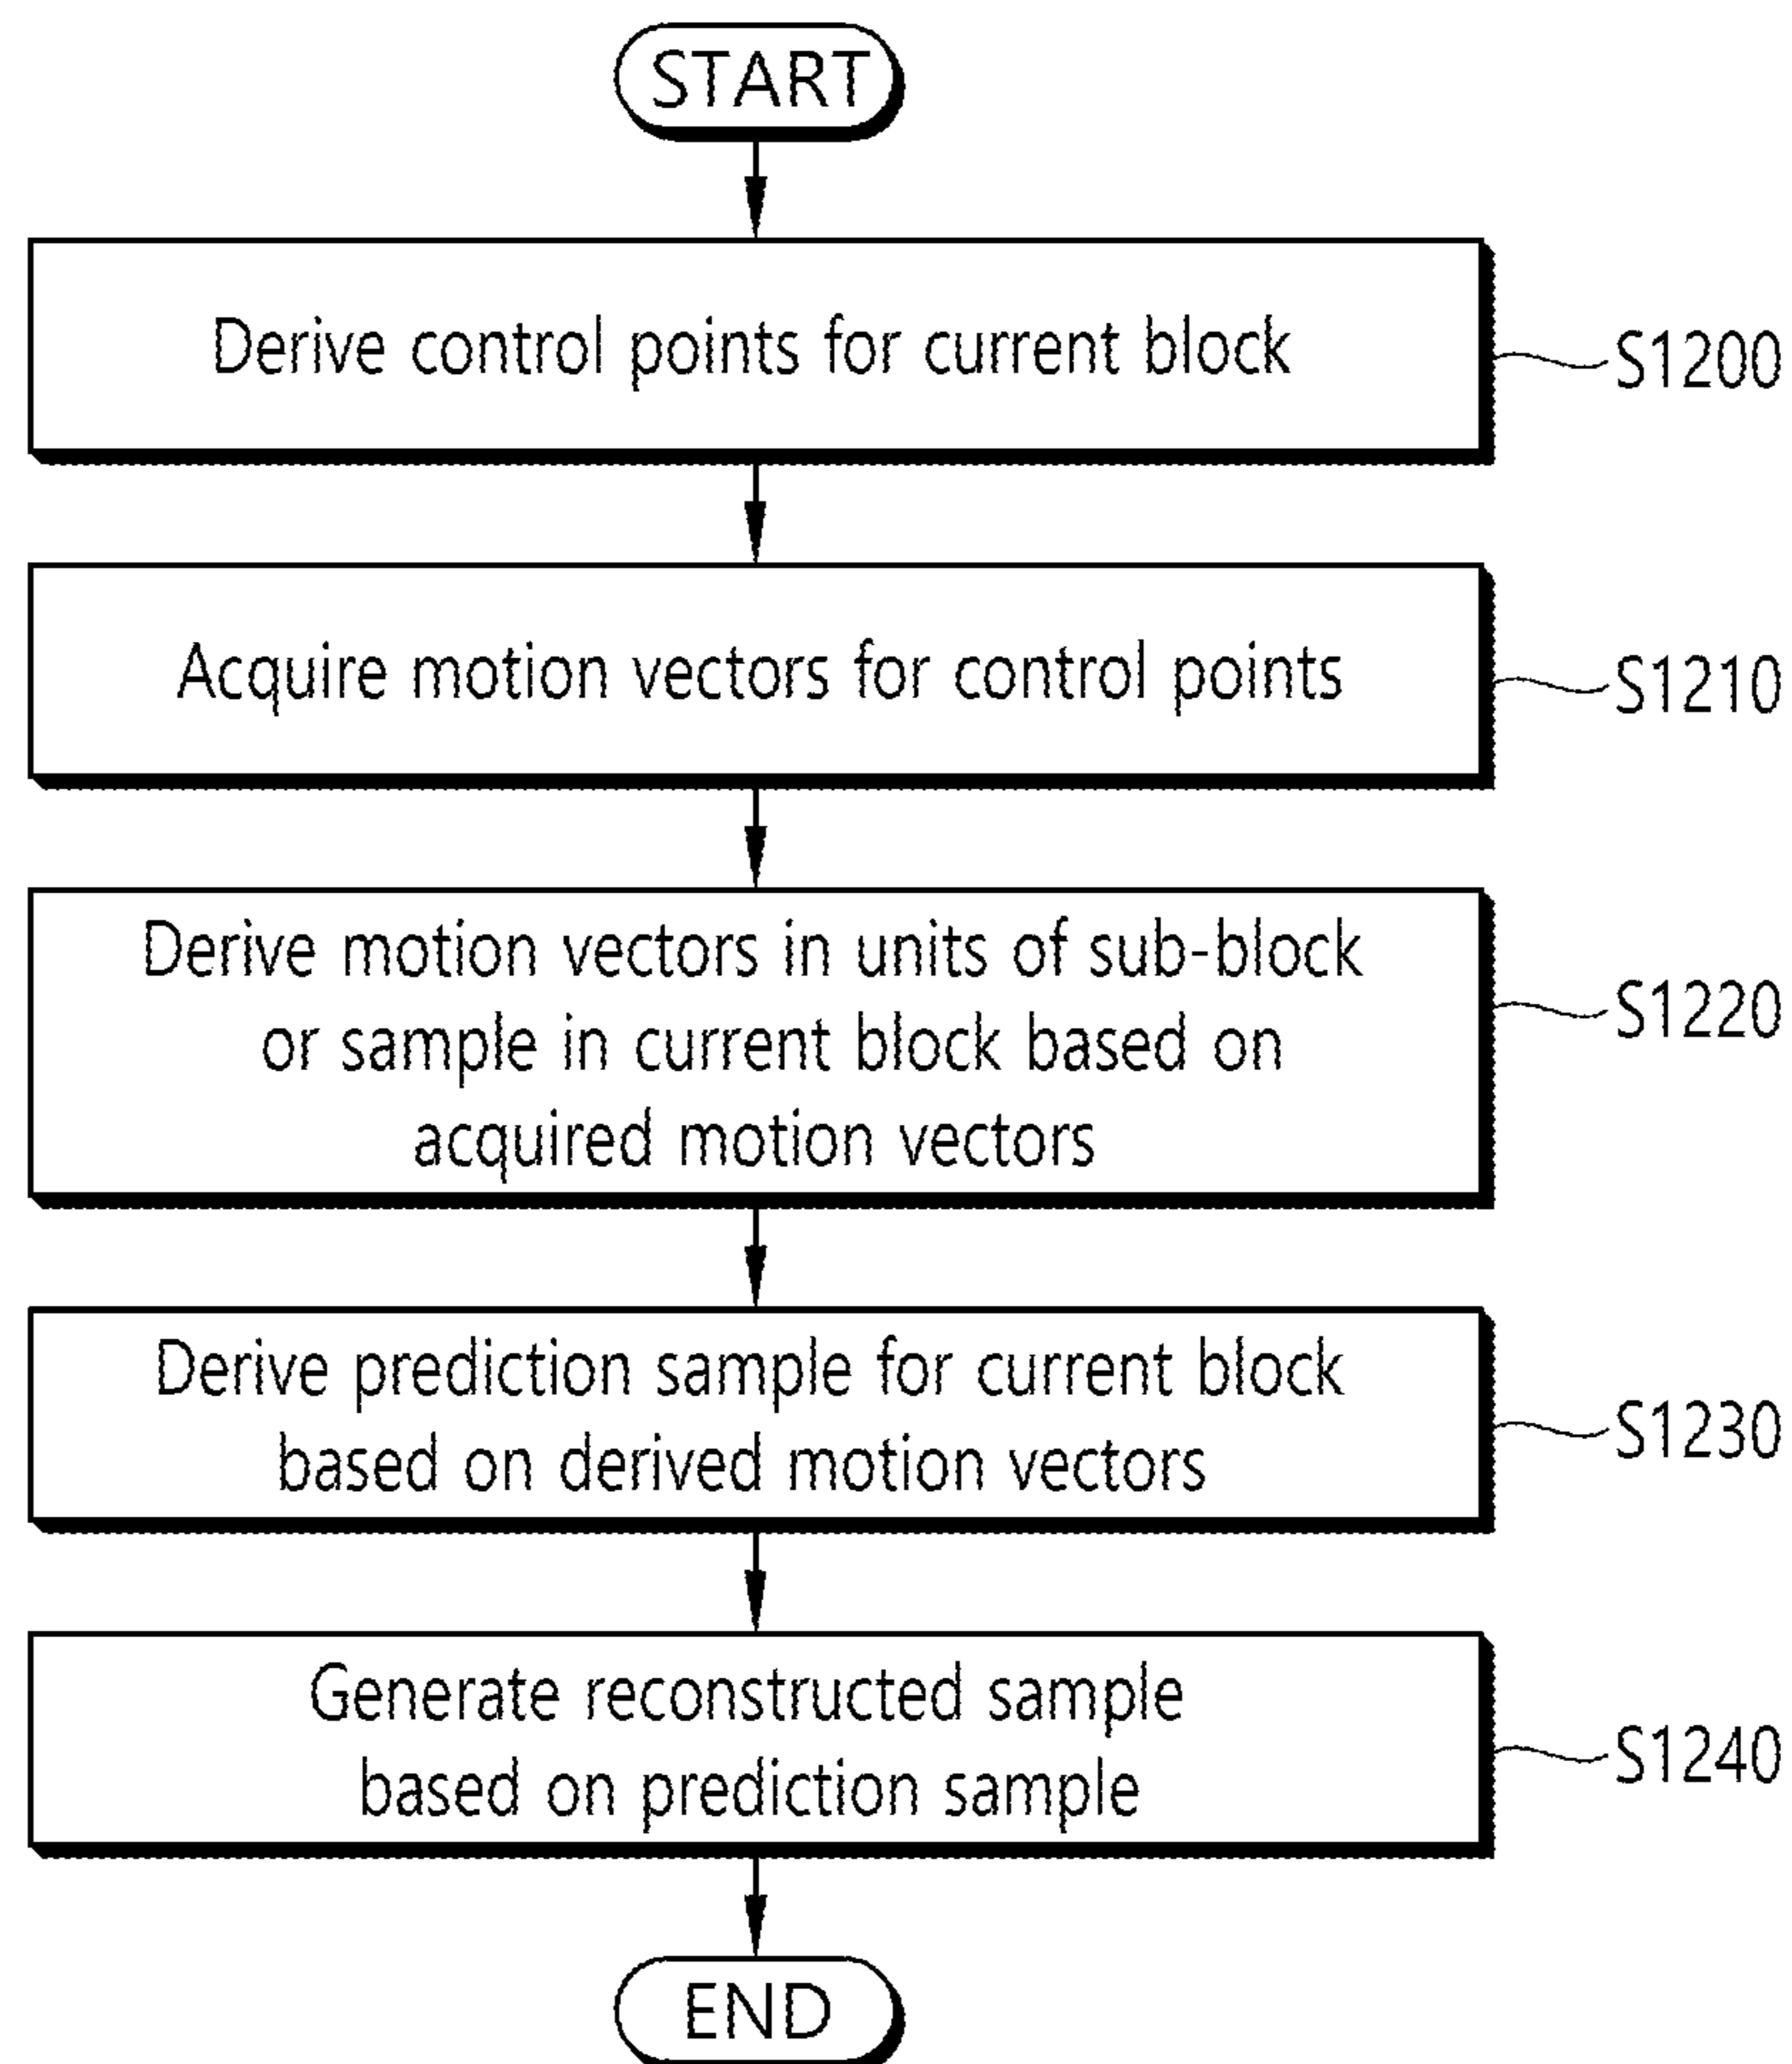 START
Derive control points for current block
S1200
Acquire motion vectors for control points
S1210
Derive motion vectors in units of sub-block
or sample in current block based on
acquired motion vectors
S1220
Derive prediction sample for current block
based on derived motion vectors
S1230
Generate reconstructed sample
based on prediction sample
S1240
END